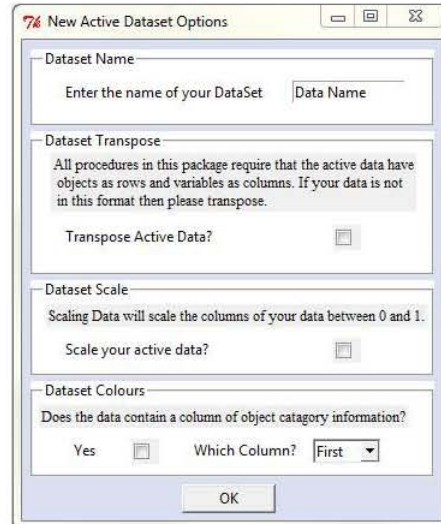 New Active Dataset Options
Dataset Name
Enter the name of your DataSet Data Name
Dataset Transpose
All procedures in this package require that the active data have
objects as rows and variables as columns. If your data is not
in this format then please transpose.
Transpose Active Data?
Dataset Scale
Scaling Data will scale the columns of your data between 0 and 1.
Scale your active data?
Dataset Colours
Does the data contain a column of object catagory information?
Yes Which Column? First
OK